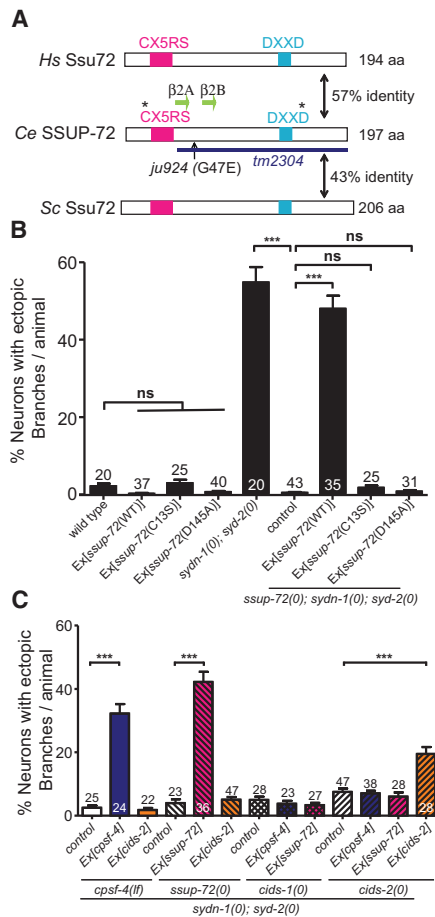 A
CX5RS DXXD
Hs Ssu72 194 aa
57% identity
β2A β2B
* CX5RS DXXD *
Ce SSUP-72 197 aa
ju924 (G47E) tm2304
43% identity
Sc Ssu72 206 aa
B
% Neurons with ectopic
Branches / animal
60
40
20
0
ns
*** ns
ns
***
20 37 25 40 20 43 35 25 31
wild type
Ex[ssup-72(WT)]
Ex[ssup-72(C13S)]
Ex[ssup-72(D145A)]
sydn-1(0); syd-2(0)
control
Ex[ssup-72(WT)]
Ex[ssup-72(C13S)]
Ex[ssup-72(D145A)]
ssup-72(0); sydn-1(0); syd-2(0)
C
% Neurons with ectopic
Branches / animal
60
40
20
0
*** *** ***
25 24 22 23 36 47 28 23 27 47 38 28 28
control
Ex[cpsf-4]
Ex[cids-2]
control
Ex[ssup-72]
Ex[cids-2]
control
Ex[cpsf-4]
Ex[ssup-72]
control
Ex[cpsf-4]
Ex[ssup-72]
Ex[cids-2]
cpsf-4(lf) ssup-72(0) cids-1(0) cids-2(0)
sydn-1(0); syd-2(0)